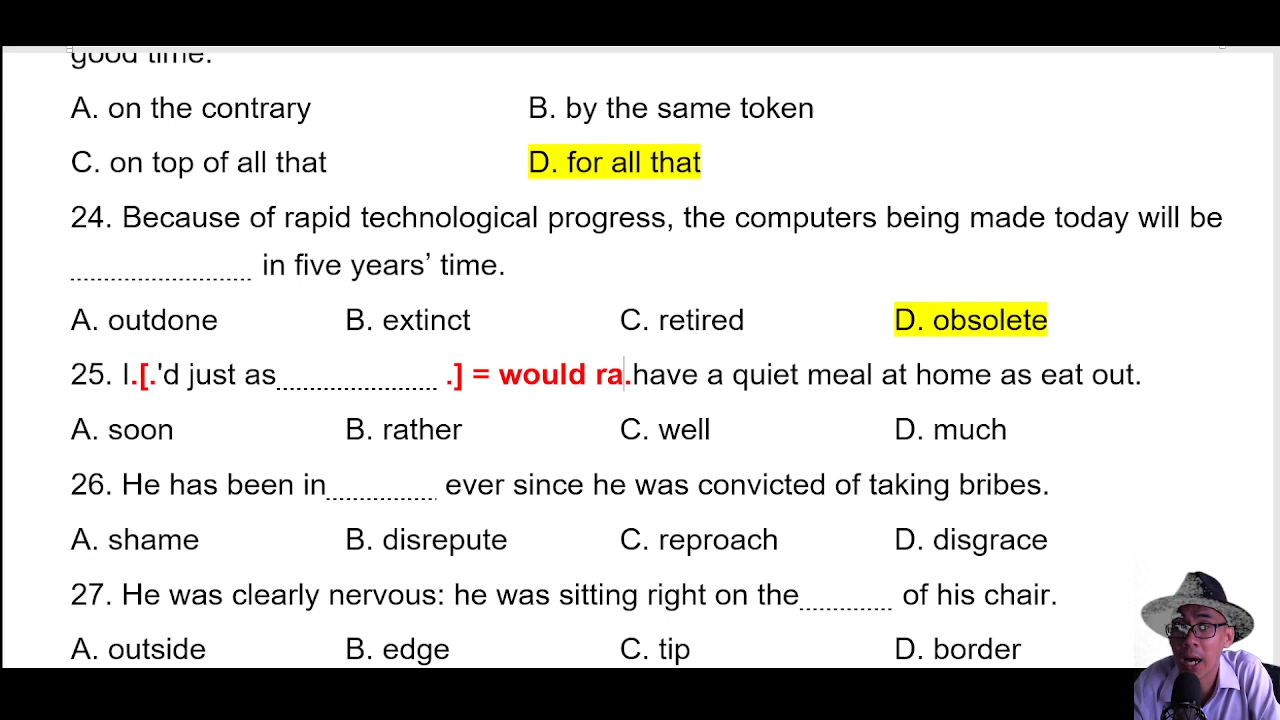 good time.
A. on the contrary B. by the same token
C. on top of all that D. for all that
24. Because of rapid technological progress, the computers being made today will be
.............................. in five years’ time.
A. outdone B. extinct C. retired D. obsolete
25. I.[.'d just as........................... .] = would ra.have a quiet meal at home as eat out.
A. soon B. rather C. well D. much
26. He has been in.................. ever since he was convicted of taking bribes.
A. shame B. disrepute C. reproach D. disgrace
27. He was clearly nervous: he was sitting right on the............... of his chair.
A. outside B. edge C. tip D. border